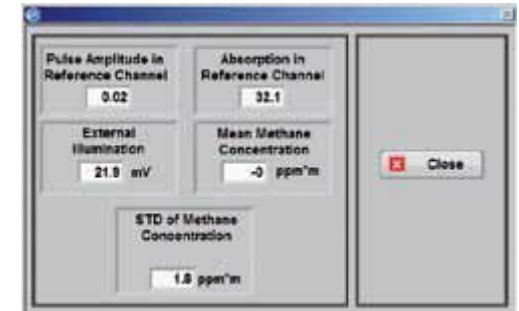 Pulse Amplitude in
Reference Channel
0.02
Absorption in
Reference Channel
32.1
External
Illumination
21.9 mV
Mean Methane
Concentration
-0 ppm*m
Close
STD of Methane
Concentration
1.8 ppm*m